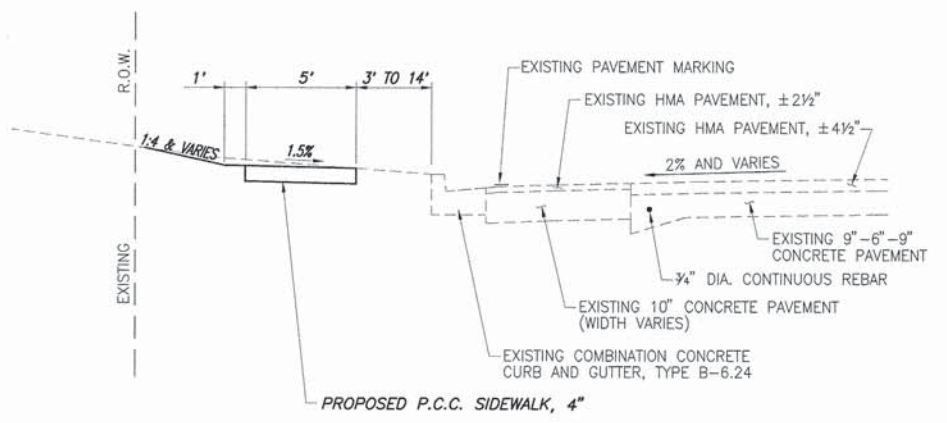 R.O.W.
EXISTING
1'
5'
3' TO 14'
1:4 & VARIES
1.5%
EXISTING PAVEMENT MARKING
EXISTING HMA PAVEMENT, ±2½"
EXISTING HMA PAVEMENT, ±4½"
2% AND VARIES
EXISTING 9"-6"-9"
CONCRETE PAVEMENT
¾" DIA. CONTINUOUS REBAR
EXISTING 10" CONCRETE PAVEMENT
(WIDTH VARIES)
EXISTING COMBINATION CONCRETE
CURB AND GUTTER, TYPE B-6.24
PROPOSED P.C.C. SIDEWALK, 4"